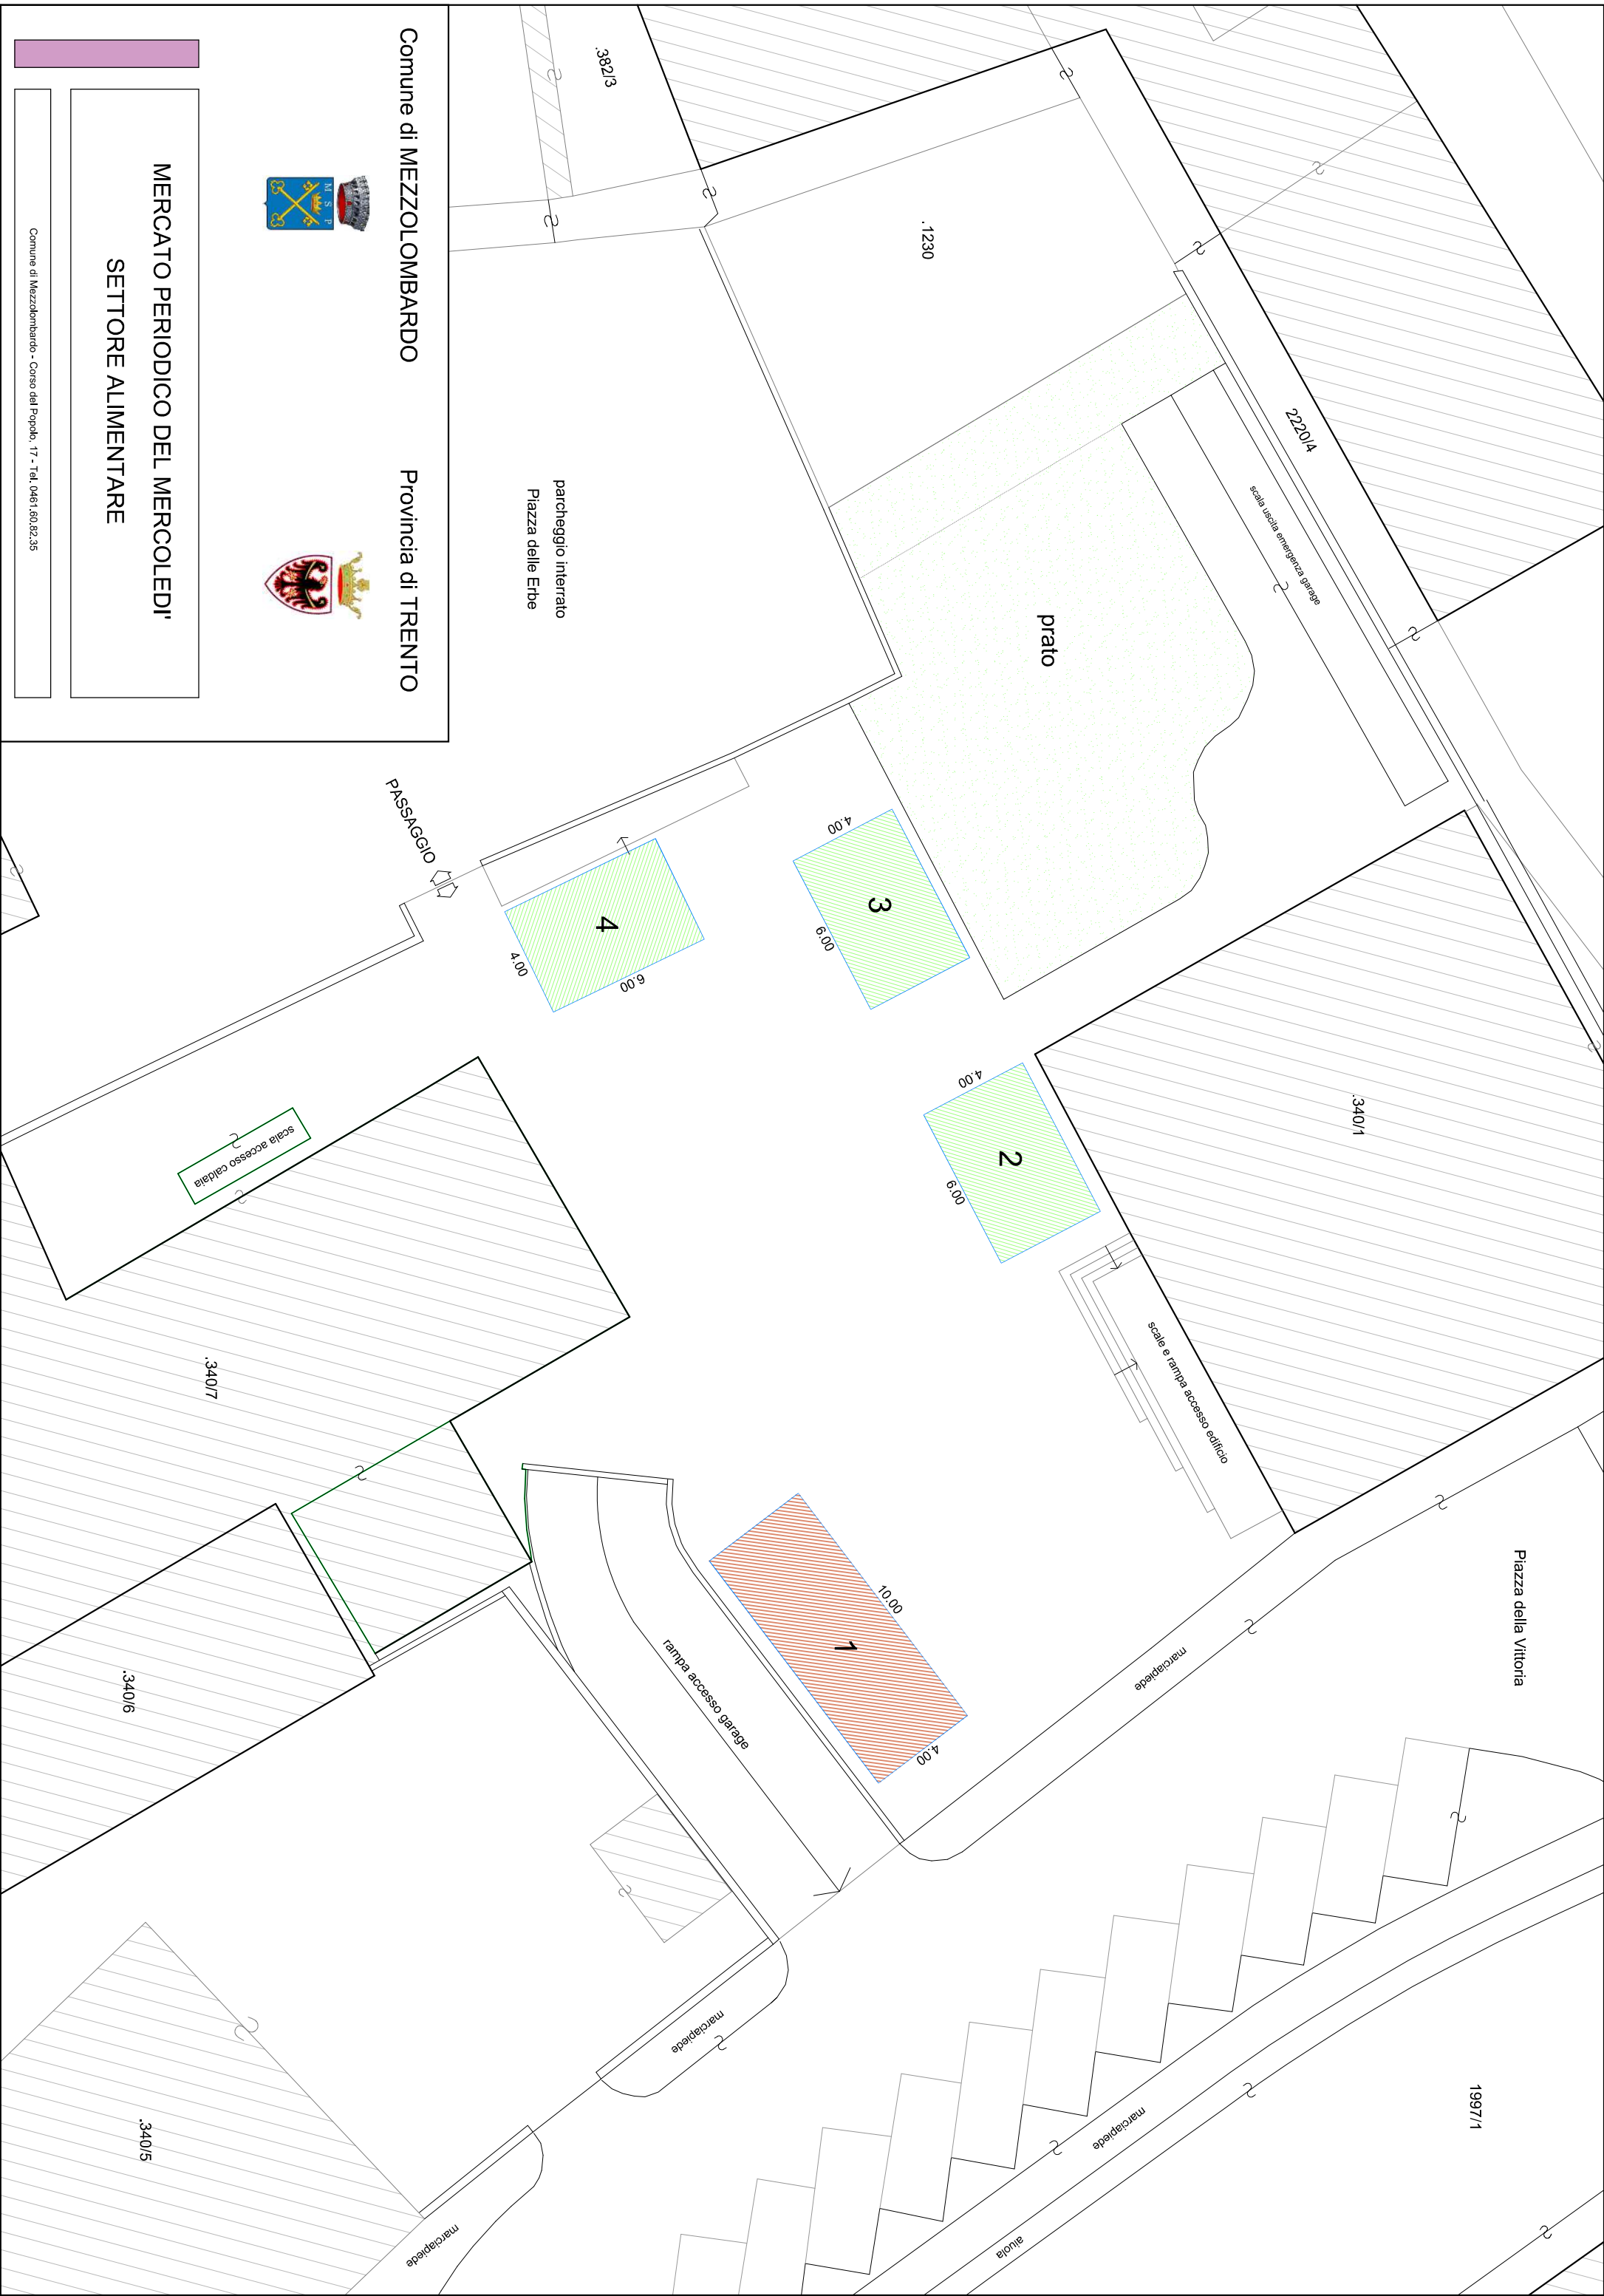 Comune di MEZZOLOMBARDO
Provincia di TRENTO
M S P
MERCATO PERIODICO DEL MERCOLEDI'
SETTORE ALIMENTARE
Comune di Mezzolombardo - Corso del Popolo, 17 - Tel. 0461.60.82.35
.382/3
.1230
2220/4
scala uscita emergenza garage
parcheggio interrato
Piazza delle Erbe
prato
PASSAGGIO
4
4.00
6.00
3
4.00
6.00
2
4.00
6.00
.340/1
scala accesso caldaia
scale e rampa accesso edificio
.340/7
1
10.00
4.00
rampa accesso garage
Piazza della Vittoria
marciapiede
.340/6
marciapiede
marciapiede
1997/1
aiuola
.340/5
marciapiede